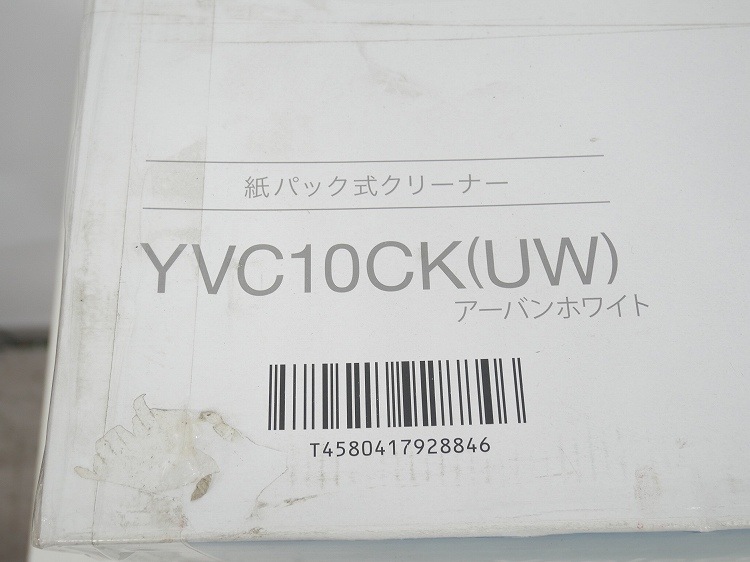 紙パック式クリーナー
YVC10CK(UW)
アーバンホワイト
T4580417928846